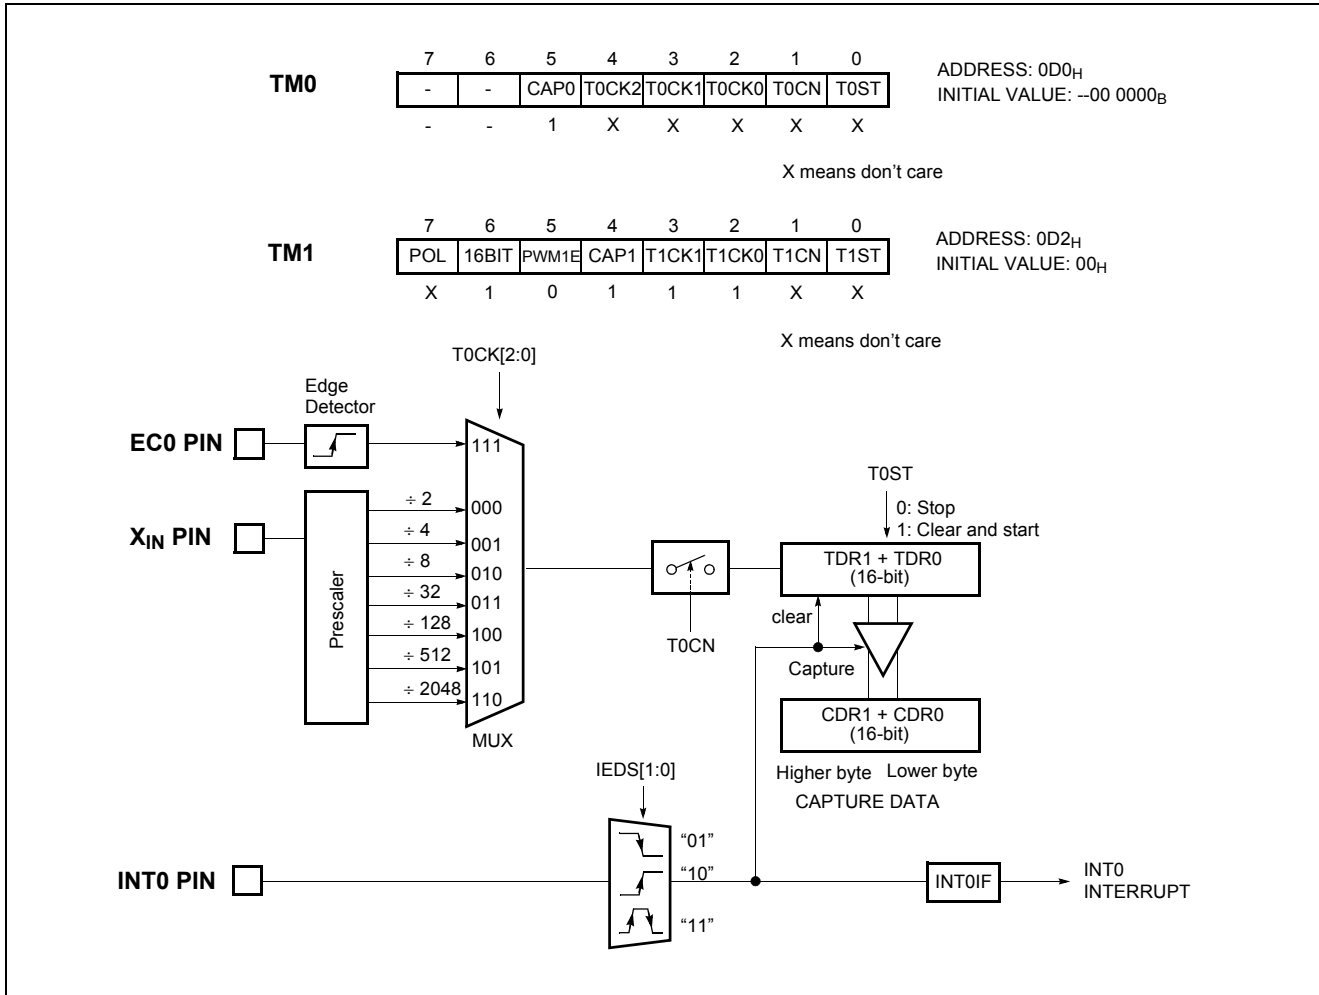 7 6 5 4 3 2 1 0
TM0
- - CAP0 T0CK2 T0CK1 T0CK0 T0CN T0ST
- - 1 X X X X X
ADDRESS: 0D0H
INITIAL VALUE: --00 0000B
X means don't care
7 6 5 4 3 2 1 0
TM1
POL 16BIT PWM1E CAP1 T1CK1 T1CK0 T1CN T1ST
X 1 0 1 1 1 X X
ADDRESS: 0D2H
INITIAL VALUE: 00H
X means don't care
T0CK[2:0]
Edge
Detector
EC0 PIN
111
XIN PIN
Prescaler
÷ 2 000
÷ 4 001
÷ 8 010
÷ 32 011
÷ 128 100
÷ 512 101
÷ 2048 110
MUX
T0CN
T0ST
0: Stop
1: Clear and start
TDR1 + TDR0
(16-bit)
clear
Capture
CDR1 + CDR0
(16-bit)
Higher byte Lower byte
CAPTURE DATA
IEDS[1:0]
INT0 PIN
“01”
“10”
“11”
INT0IF
INT0
INTERRUPT